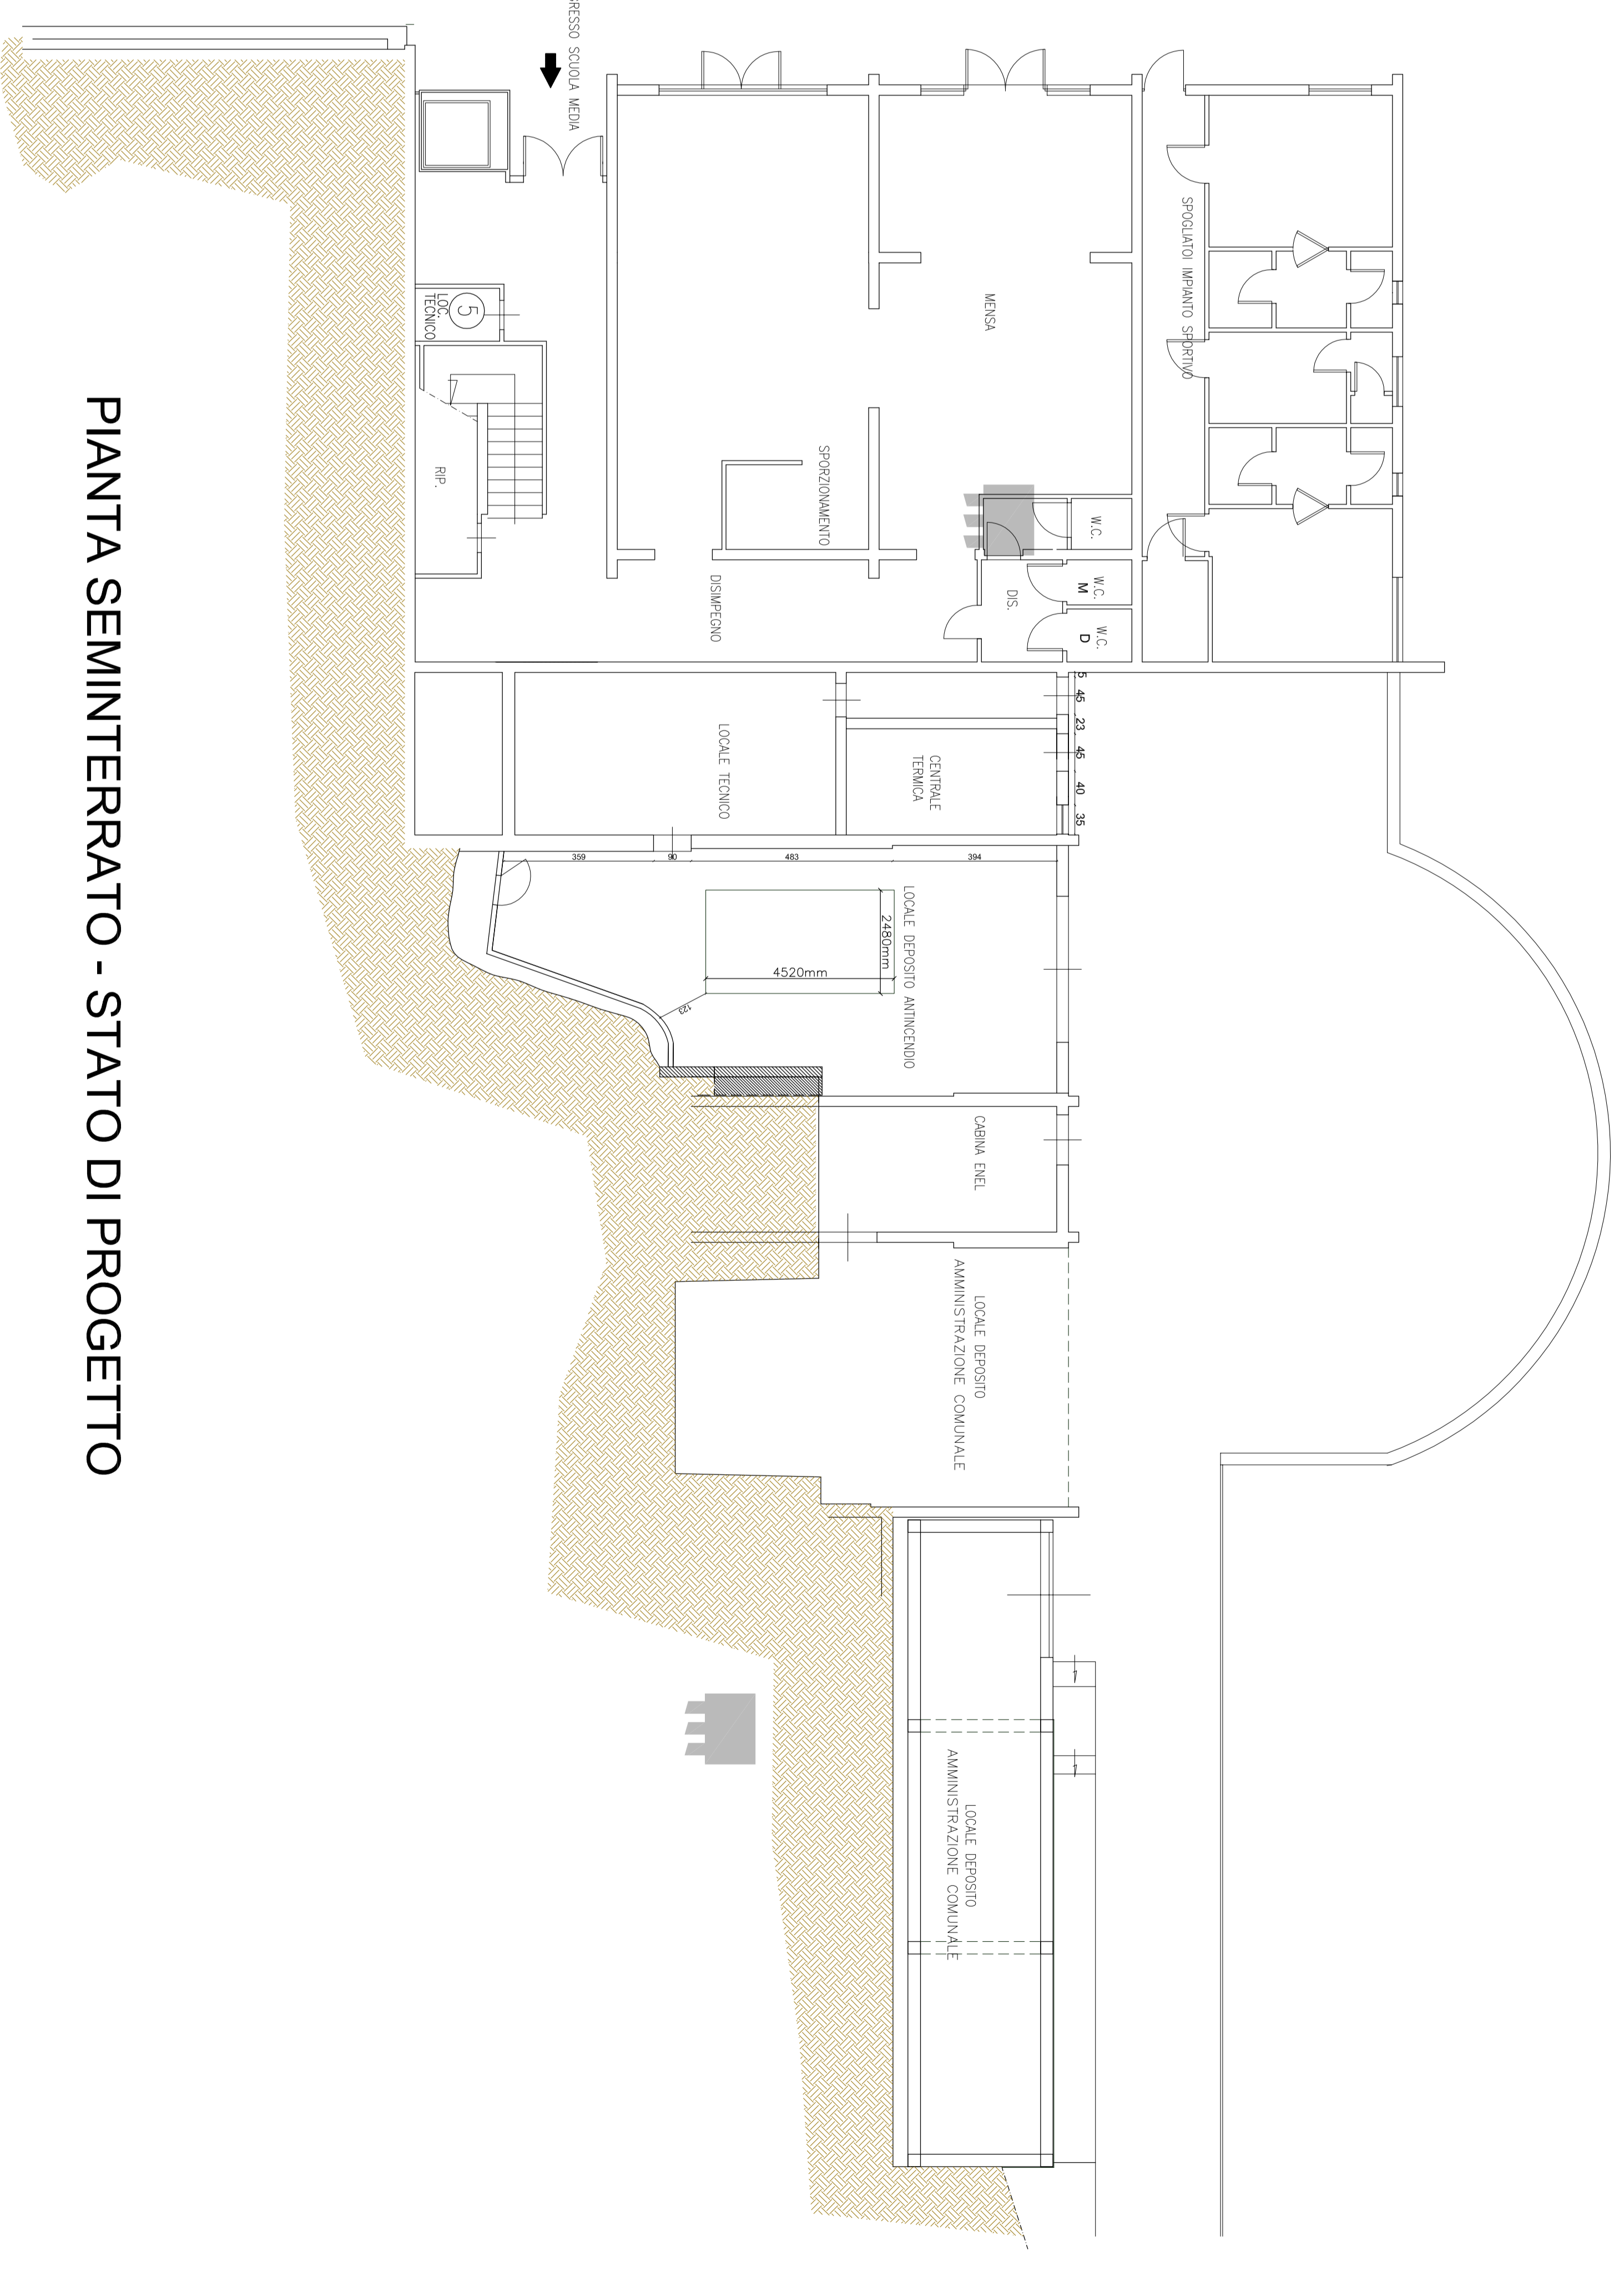 GRESSO SCUOLA MEDIA
SPOGLIATOI IMPIANTO SPORTIVO
MENSA
5
LOC.
TECNICO
RIP.
SPORZIONAMENTO
W.C.
W.C.
M
W.C.
D
DIS.
DISIMPEGNO
5
45
23
45
40
35
LOCALE TECNICO
CENTRALE
TERMICA
359
90
483
394
LOCALE DEPOSITO ANTINCENDIO
2480mm
4520mm
123
CABINA ENEL
LOCALE DEPOSITO
AMMINISTRAZIONE COMUNALE
LOCALE DEPOSITO
AMMINISTRAZIONE COMUNALE
PIANTA SEMINTERRATO - STATO DI PROGETTO